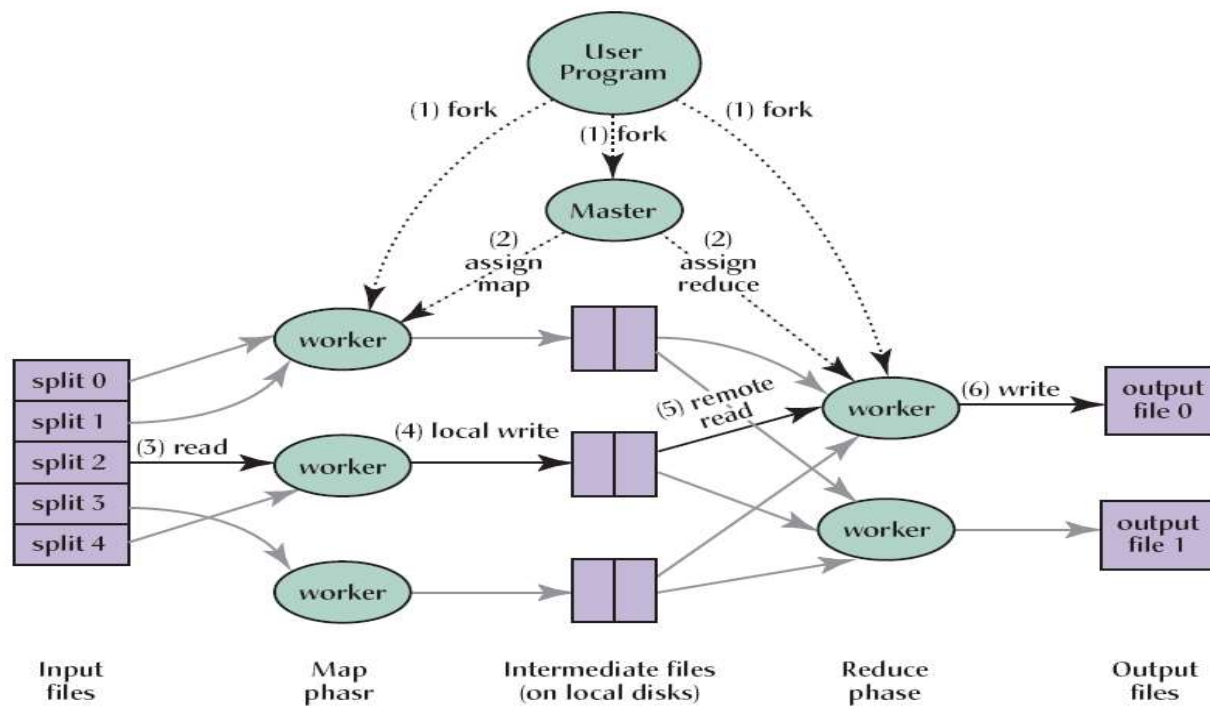 User
Program
(1) fork
(1) fork
(1) fork
Master
(2)
assign
map
(2)
assign
reduce
worker
split 0
split 1
split 2
split 3
split 4
(3) read
worker
(4) local write
(5) remote
read
worker
(6) write
output
file 0
worker
output
file 1
worker
Input
files
Map
phasr
Intermediate files
(on local disks)
Reduce
phase
Output
files